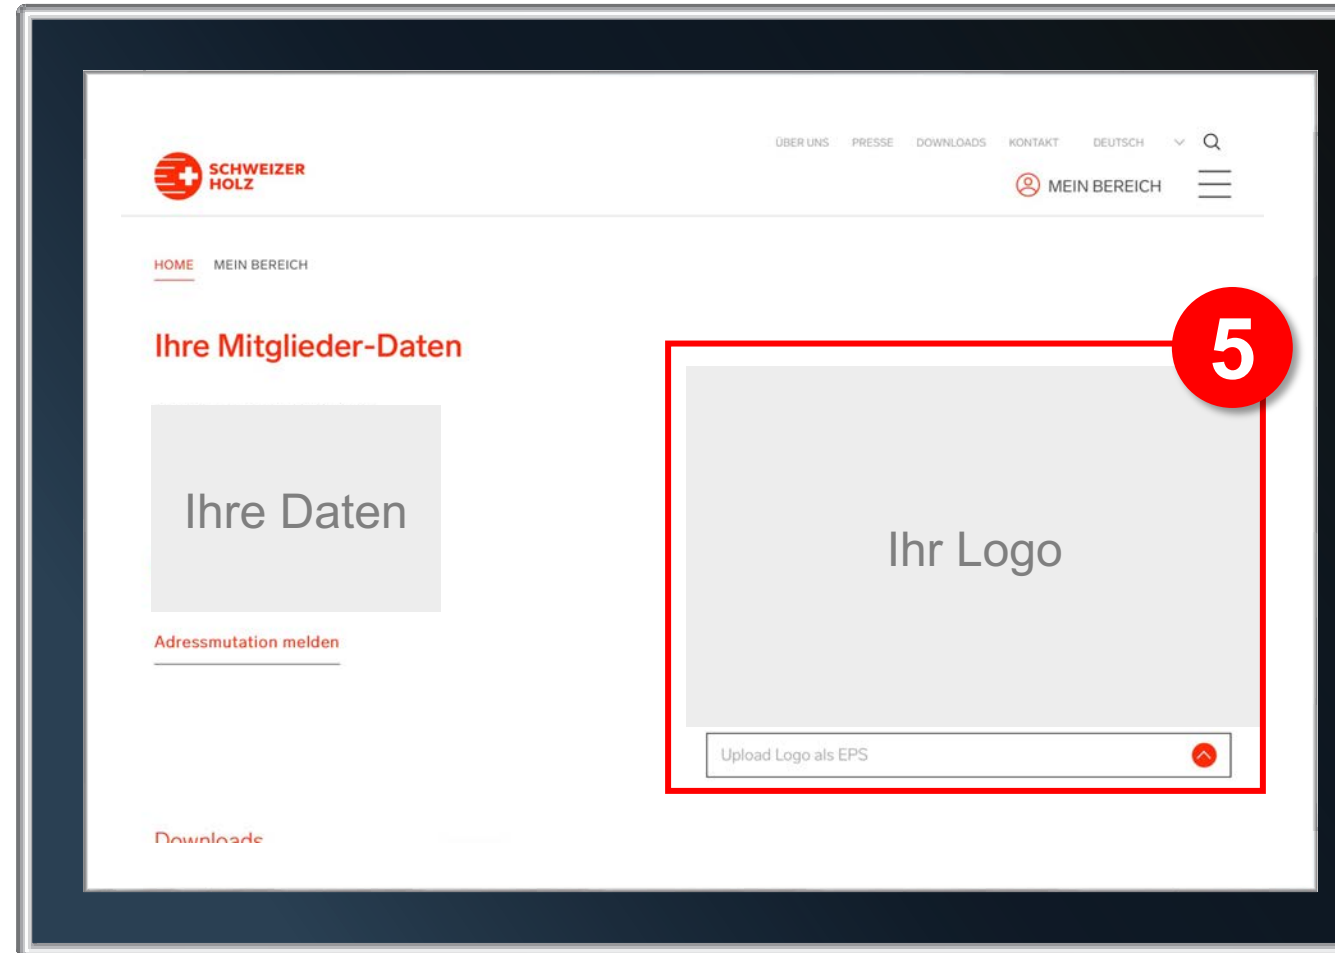 ÜBER UNS PRESSE DOWNLOADS KONTAKT DEUTSCH
SCHWEIZER
HOLZ
MEIN BEREICH
HOME MEIN BEREICH
Ihre Mitglieder-Daten
5
Ihre Daten
Ihr Logo
Adressmutation melden
Upload Logo als EPS
Downloads